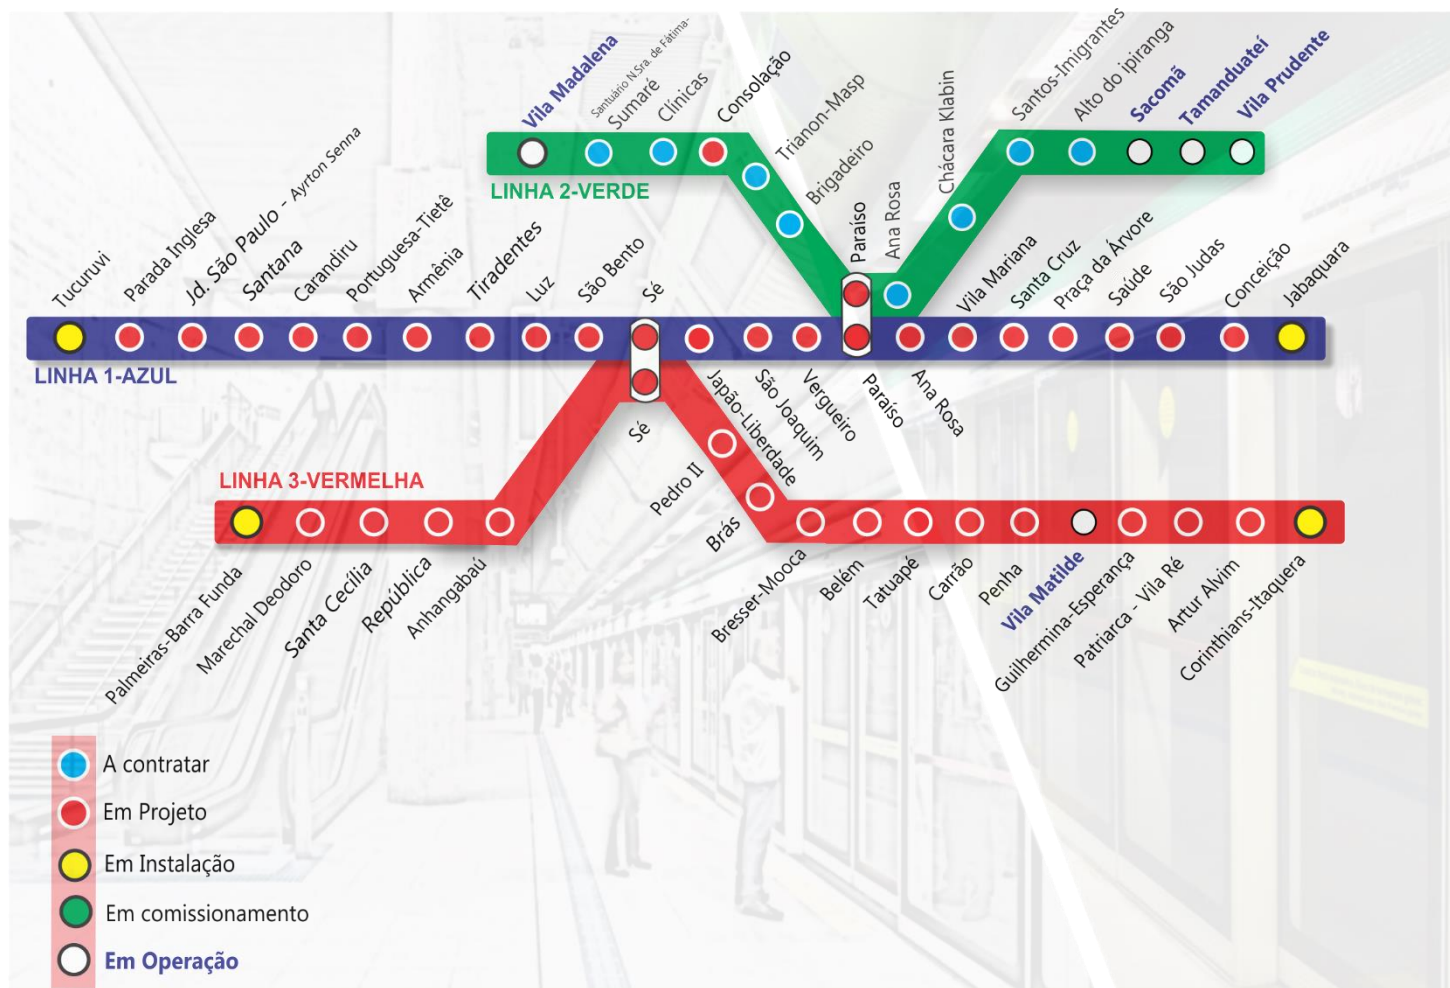 Vila Madalena
Santuário N.Sra. de Fátima-
Sumaré
Clínicas
Consolação
Trianon-Masp
Brigadeiro
Paraíso
Ana Rosa
Chácara Klabin
Santos-Imigrantes
Alto do ipiranga
Sacomã
Tamanduateí
Vila Prudente
LINHA 2-VERDE
Tucuruvi
Parada Inglesa
Jd. São Paulo - Ayrton Senna
Santana
Carandiru
Portuguesa-Tietê
Armênia
Tiradentes
Luz
São Bento
Sé
Vila Mariana
Santa Cruz
Praça da Árvore
Saúde
São Judas
Conceição
Jabaquara
LINHA 1-AZUL
Sé
Japão-Liberdade
São Joaquim
Vergueiro
Paraíso
Ana Rosa
LINHA 3-VERMELHA
Palmeiras-Barra Funda
Marechal Deodoro
Santa Cecília
República
Anhangabaú
Pedro II
Brás
Bresser-Mooca
Belém
Tatuapé
Carrão
Penha
Vila Matilde
Guilhermina-Esperança
Patriarca - Vila Ré
Artur Alvim
Corinthians-Itaquera
A contratar
Em Projeto
Em Instalação
Em comissionamento
Em Operação